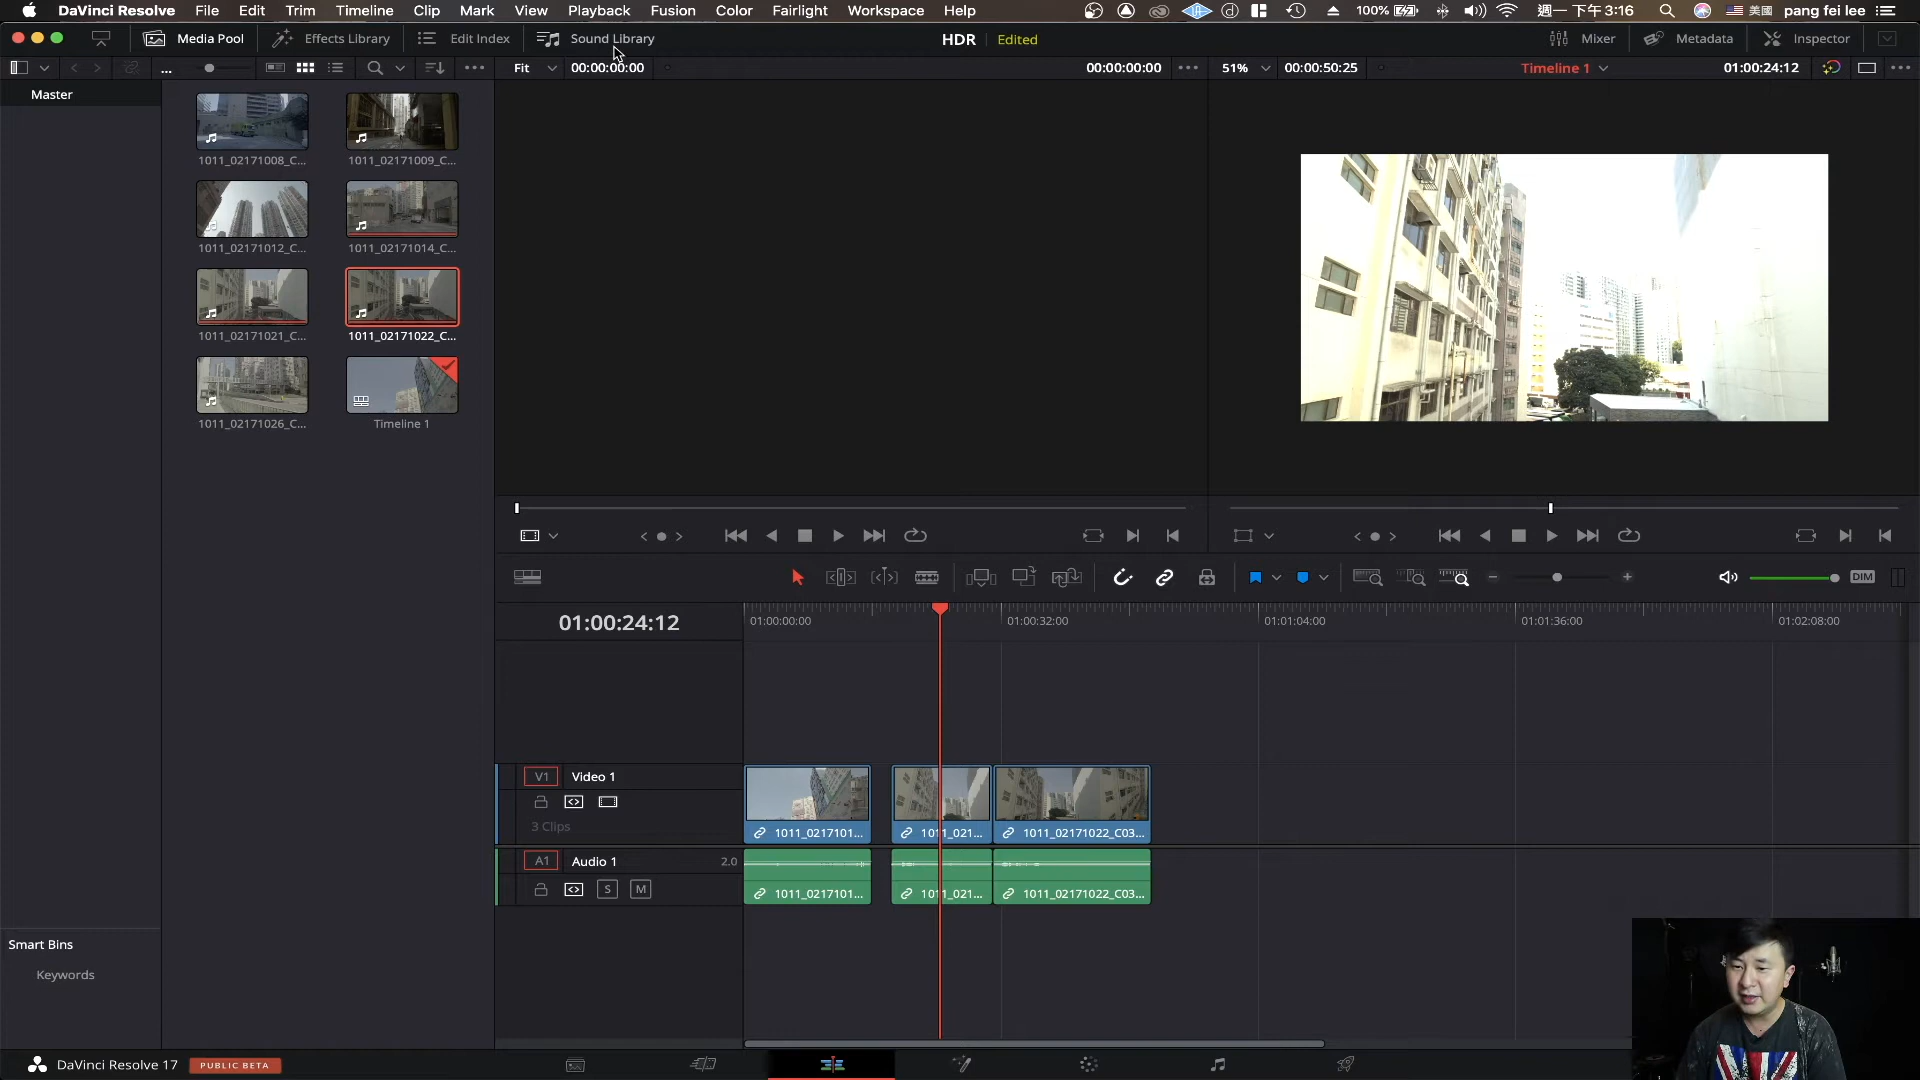 DaVinci Resolve File Edit Trim Timeline Clip Mark View Playback Fusion Color Fairlight Workspace Help 100% 週一 下午 3:16 美國 pang fei lee
Media Pool Effects Library Edit Index Sound Library HDR Edited Mixer Metadata Inspector
... Fit 00:00:00:00 00:00:00:00 51% 00:00:50:25 Timeline 1 01:00:24:12
Master
1011_02171008_C... 1011_02171009_C...
1011_02171012_C... 1011_02171014_C...
1011_02171021_C... 1011_02171022_C...
1011_02171026_C... Timeline 1
DIM
01:00:24:12 01:00:00:00 01:00:32:00 01:01:04:00 01:01:36:00 01:02:08:00
V1 Video 1
3 Clips
1011_0217101... 1011_021... 1011_02171022_C03...
A1 Audio 1 2.0
S M
1011_0217101... 1011_021... 1011_02171022_C03...
Smart Bins
Keywords
DaVinci Resolve 17 PUBLIC BETA